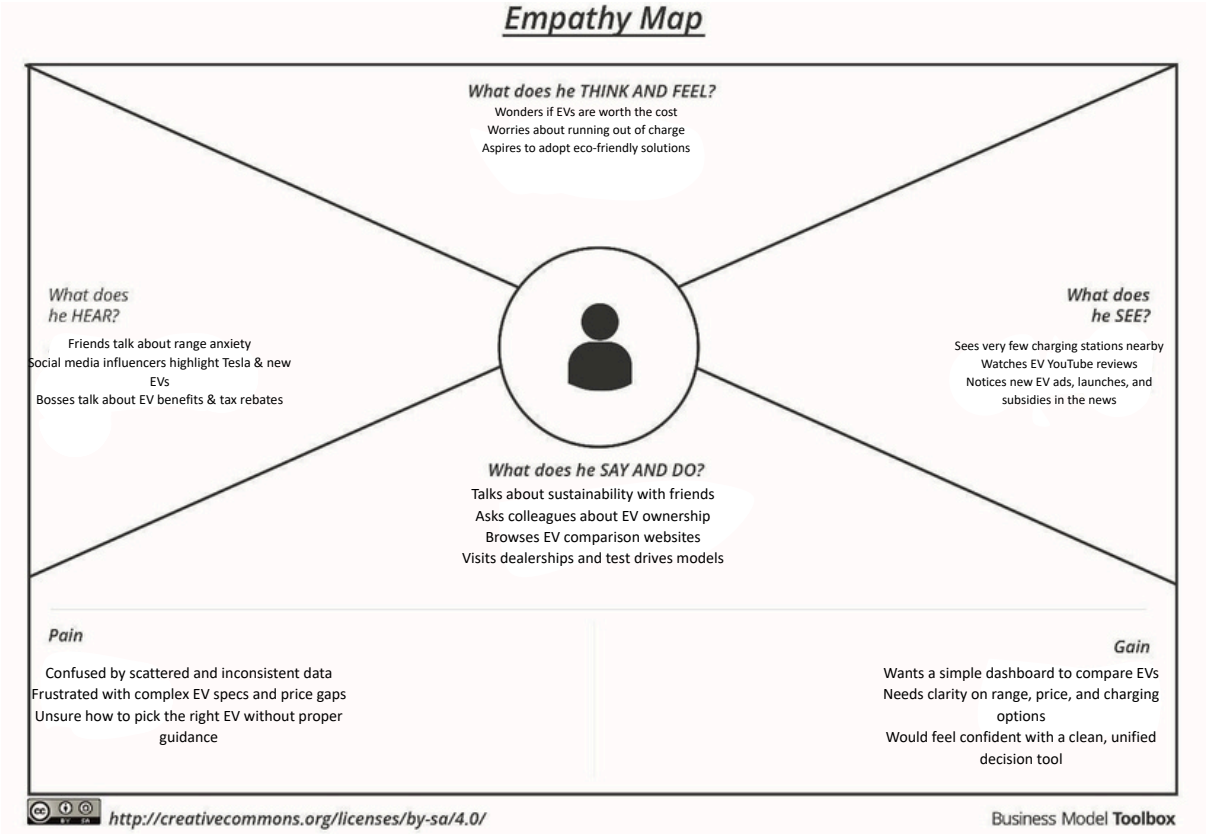 Empathy Map
What does he THINK AND FEEL?
Wonders if EVs are worth the cost
Worries about running out of charge
Aspires to adopt eco-friendly solutions
What does
he HEAR?
Friends talk about range anxiety
Social media influencers highlight Tesla & new
EVs
Bosses talk about EV benefits & tax rebates
What does
he SEE?
Sees very few charging stations nearby
Watches EV YouTube reviews
Notices new EV ads, launches, and
subsidies in the news
What does he SAY AND DO?
Talks about sustainability with friends
Asks colleagues about EV ownership
Browses EV comparison websites
Visits dealerships and test drives models
Pain
Confused by scattered and inconsistent data
Frustrated with complex EV specs and price gaps
Unsure how to pick the right EV without proper
guidance
Gain
Wants a simple dashboard to compare EVs
Needs clarity on range, price, and charging
options
Would feel confident with a clean, unified
decision tool
cc BY SA
http://creativecommons.org/licenses/by-sa/4.0/
Business Model Toolbox